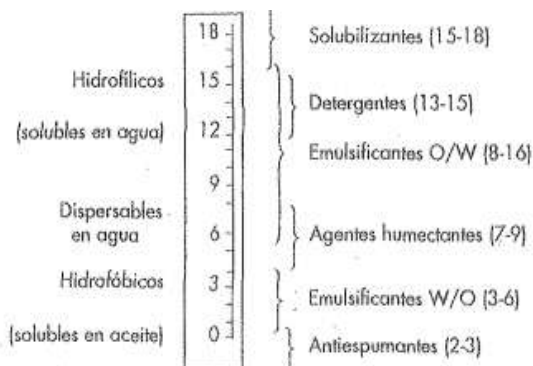 18
Solubilizantes (15-18)
Hidrofílicos
15
Detergentes (13-15)
(solubles en agua)
12
Emulsificantes O/W (8-16)
9
Dispersables
en agua
6
Agentes humectantes (7-9)
Hidrofóbicos
3
Emulsificantes W/O (3-6)
(solubles en aceite)
0
Antiespumantes (2-3)